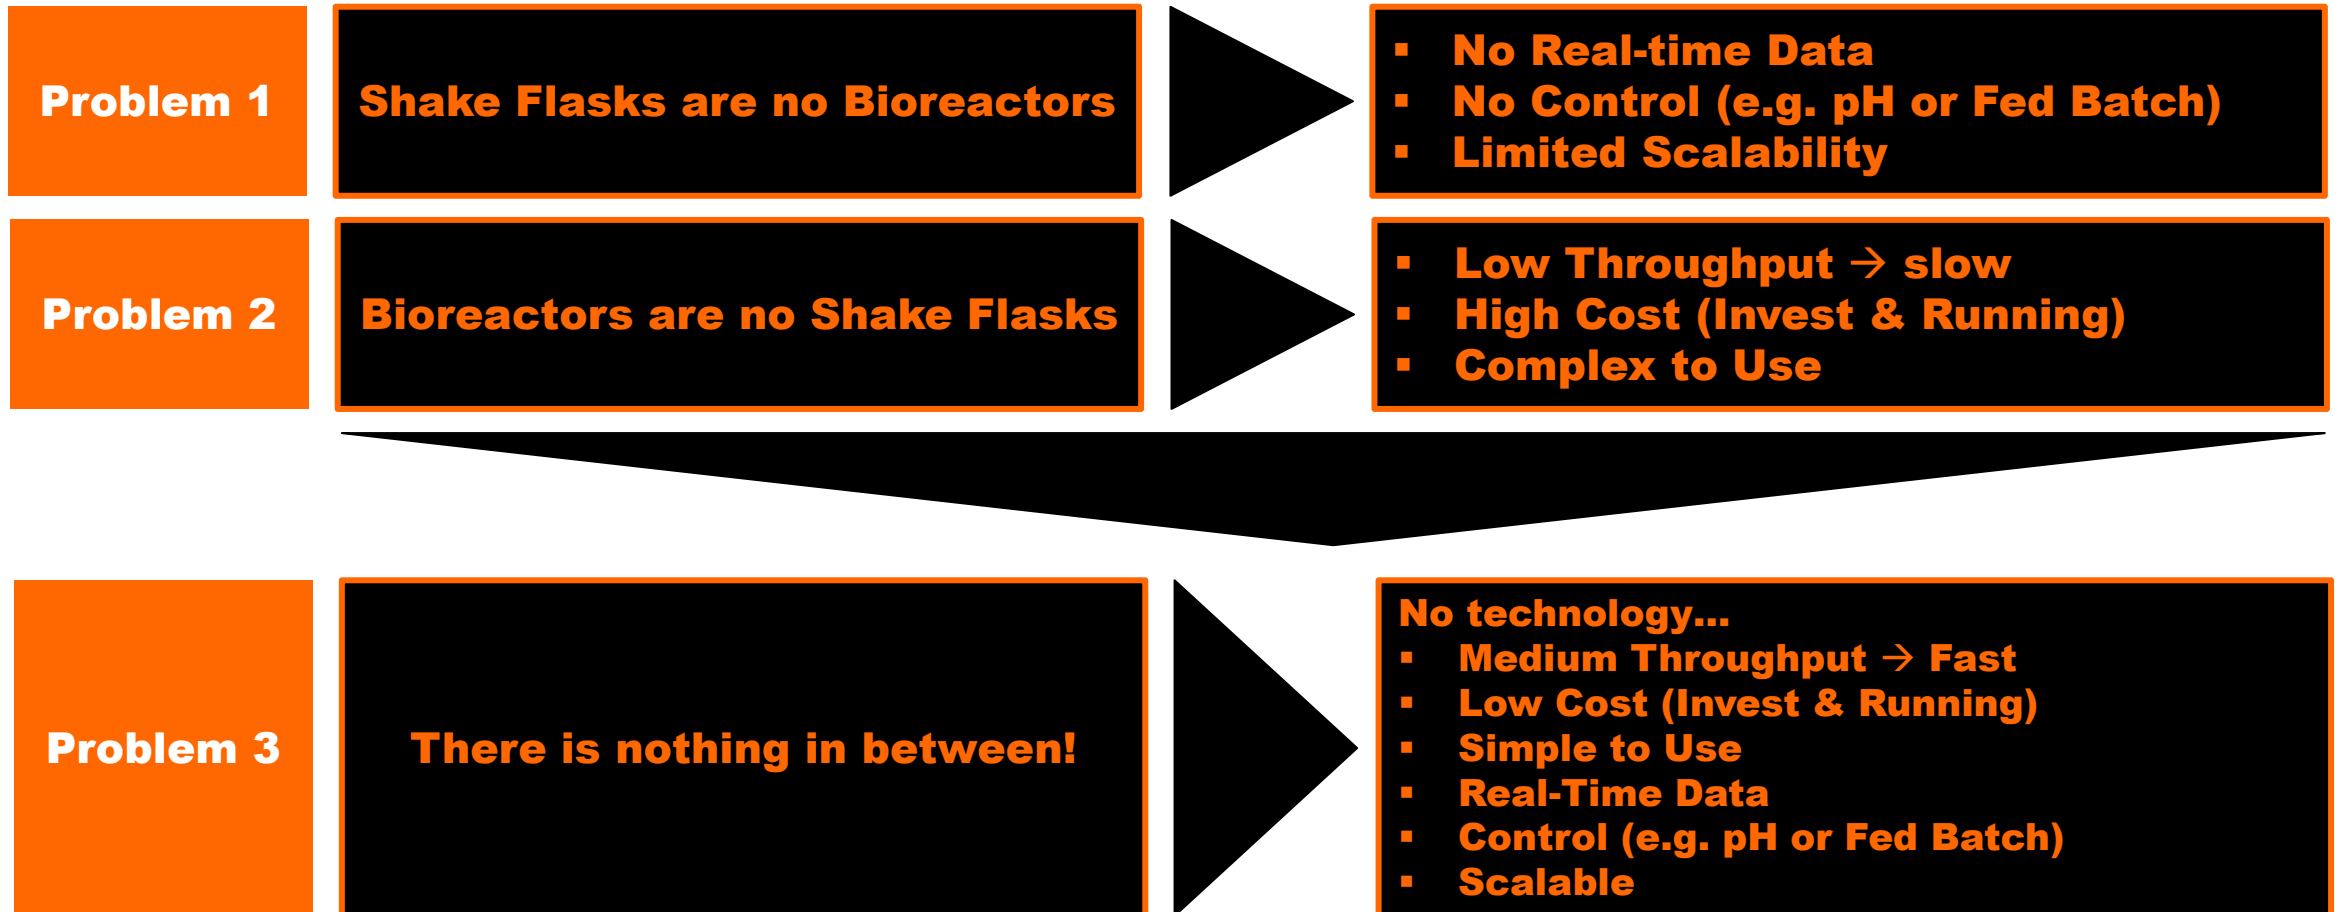 Problem 1
Shake Flasks are no Bioreactors
▪ No Real-time Data
▪ No Control (e.g. pH or Fed Batch)
▪ Limited Scalability
Problem 2
Bioreactors are no Shake Flasks
▪ Low Throughput → slow
▪ High Cost (Invest & Running)
▪ Complex to Use
Problem 3
There is nothing in between!
No technology...
▪ Medium Throughput → Fast
▪ Low Cost (Invest & Running)
▪ Simple to Use
▪ Real-Time Data
▪ Control (e.g. pH or Fed Batch)
▪ Scalable